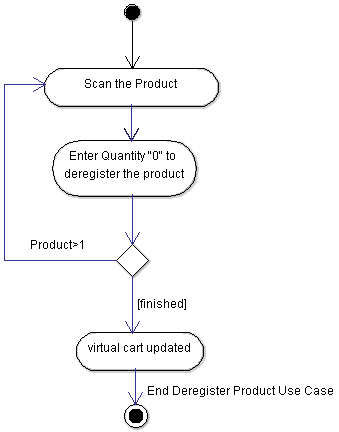 Scan the Product
Enter Quantity "0" to
deregister the product
Product>1
[finished]
virtual cart updated
End Deregister Product Use Case